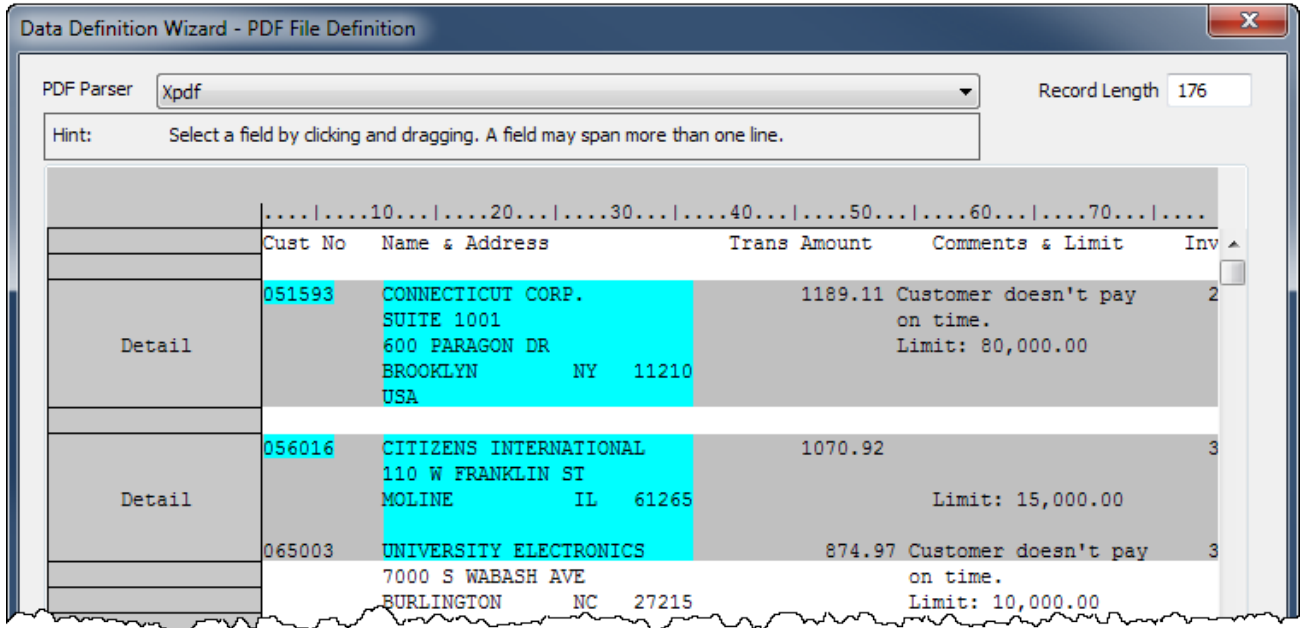 Data Definition Wizard - PDF File Definition
PDF Parser Xpdf Record Length 176
Hint: Select a field by clicking and dragging. A field may span more than one line.
....|....10...|....20...|....30...|....40...|....50...|....60...|....70...|....
Cust No Name & Address Trans Amount Comments & Limit Inv
051593 CONNECTICUT CORP. 1189.11 Customer doesn't pay 2
SUITE 1001 on time.
Detail 600 PARAGON DR Limit: 80,000.00
BROOKLYN NY 11210
USA
056016 CITIZENS INTERNATIONAL 1070.92 3
110 W FRANKLIN ST
Detail MOLINE IL 61265 Limit: 15,000.00
065003 UNIVERSITY ELECTRONICS 874.97 Customer doesn't pay 3
7000 S WABASH AVE on time.
BURLINGTON NC 27215 Limit: 10,000.00